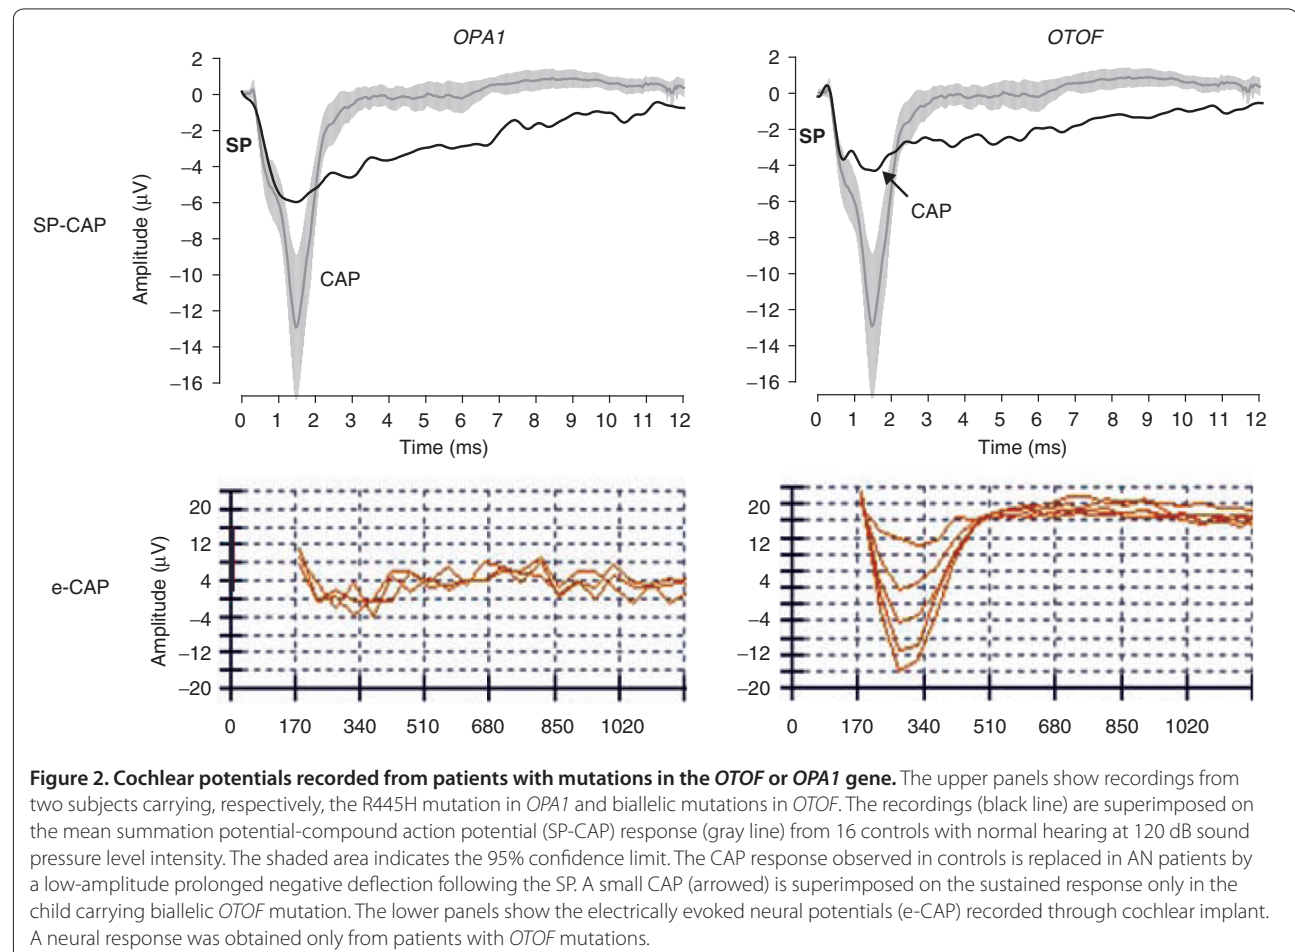 OPA1
OTOF
2
0
−2
−4
−6
−8
−10
−12
−14
−16
SP
CAP
SP-CAP
Amplitude (µV)
0 1 2 3 4 5 6 7 8 9 10 11 12
Time (ms)
2
0
−2
−4
−6
−8
−10
−12
−14
−16
SP
CAP
Amplitude (µV)
0 1 2 3 4 5 6 7 8 9 10 11 12
Time (ms)
e-CAP
Amplitude (µV)
20
12
4
−4
−12
−20
0 170 340 510 680 850 1020
20
12
4
−4
−12
−20
0 170 340 510 680 850 1020
Figure 2. Cochlear potentials recorded from patients with mutations in the OTOF or OPA1 gene. The upper panels show recordings from
two subjects carrying, respectively, the R445H mutation in OPA1 and biallelic mutations in OTOF. The recordings (black line) are superimposed on
the mean summation potential-compound action potential (SP-CAP) response (gray line) from 16 controls with normal hearing at 120 dB sound
pressure level intensity. The shaded area indicates the 95% confidence limit. The CAP response observed in controls is replaced in AN patients by
a low-amplitude prolonged negative deflection following the SP. A small CAP (arrowed) is superimposed on the sustained response only in the
child carrying biallelic OTOF mutation. The lower panels show the electrically evoked neural potentials (e-CAP) recorded through cochlear implant.
A neural response was obtained only from patients with OTOF mutations.